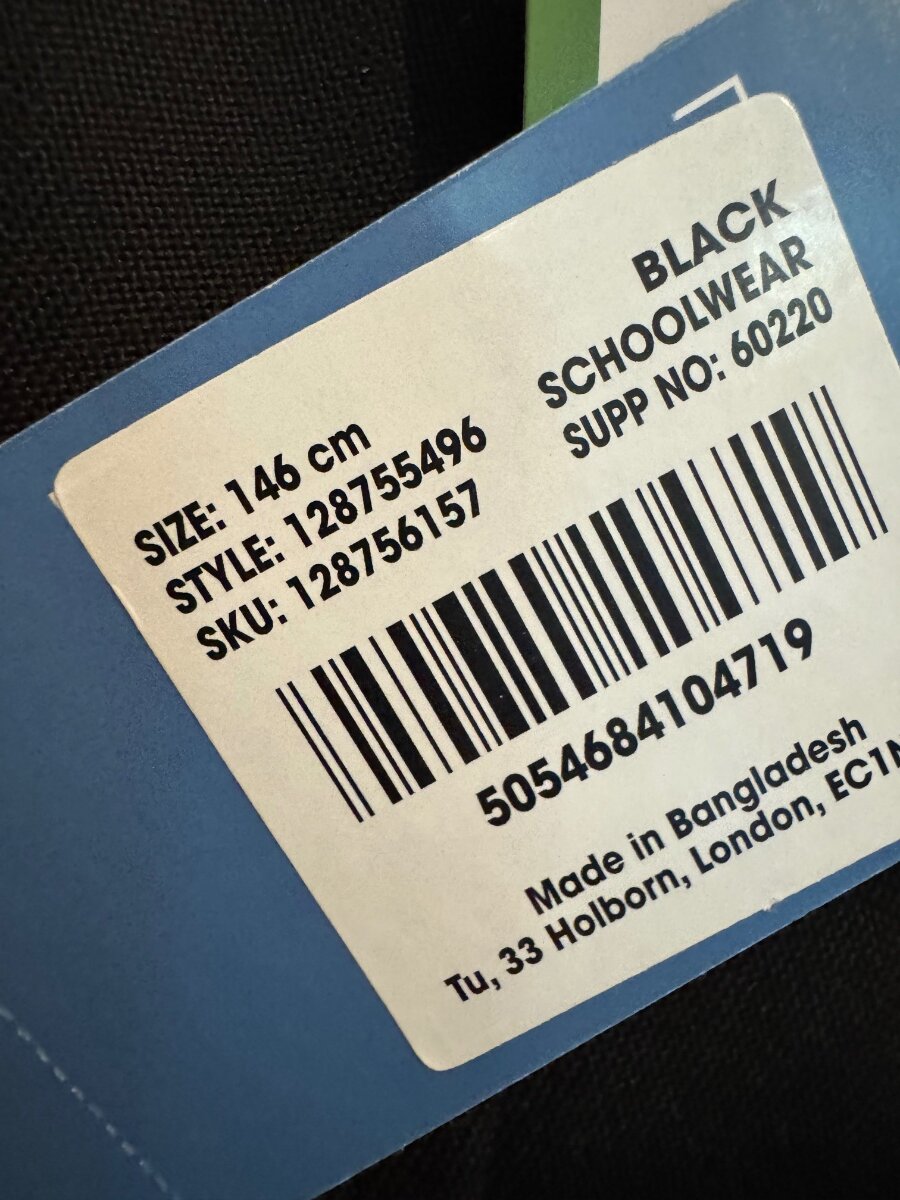 BLACK
SCHOOLWEAR
SUPP NO: 60220
SIZE: 146 cm
STYLE: 128755496
SKU: 128756157
5054684104719
Made in Bangladesh
Tu, 33 Holborn, London, EC1N